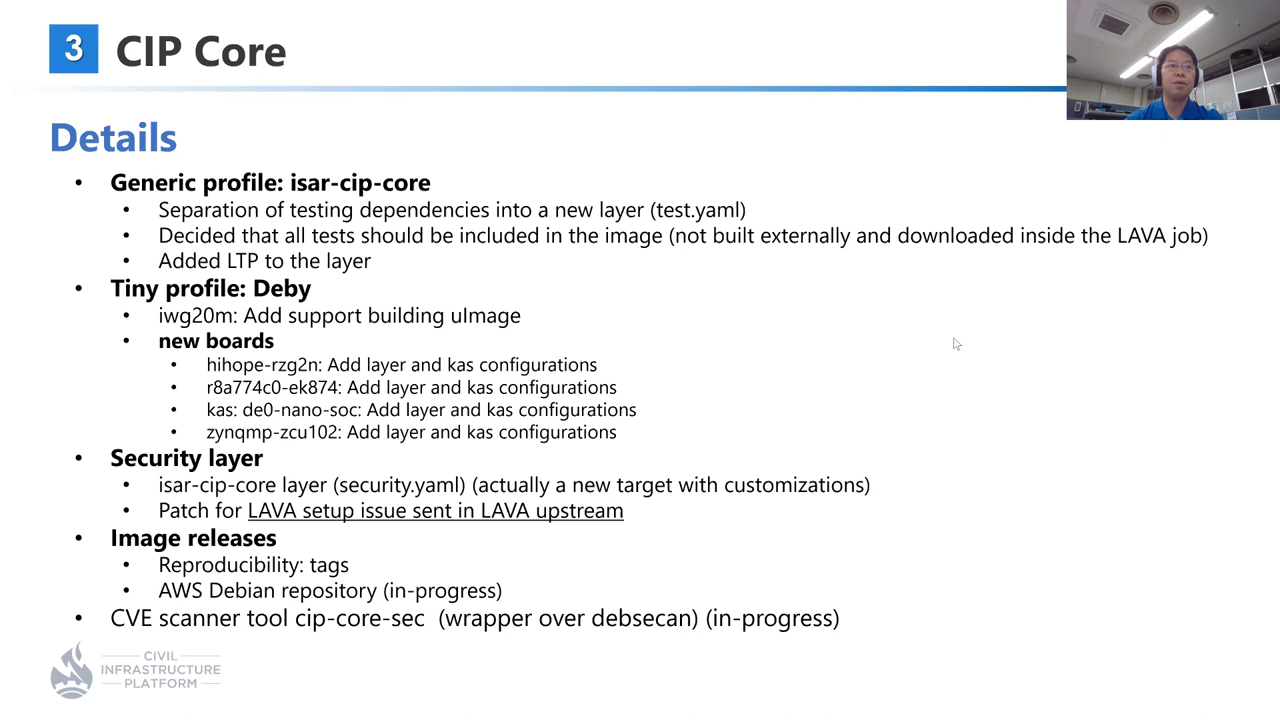 3 CIP Core
Details
• Generic profile: isar-cip-core
• Separation of testing dependencies into a new layer (test.yaml)
• Decided that all tests should be included in the image (not built externally and downloaded inside the LAVA job)
• Added LTP to the layer
• Tiny profile: Deby
• iwg20m: Add support building uImage
• new boards
• hihope-rzg2n: Add layer and kas configurations
• r8a774c0-ek874: Add layer and kas configurations
• kas: de0-nano-soc: Add layer and kas configurations
• zynqmp-zcu102: Add layer and kas configurations
• Security layer
• isar-cip-core layer (security.yaml) (actually a new target with customizations)
• Patch for LAVA setup issue sent in LAVA upstream
• Image releases
• Reproducibility: tags
• AWS Debian repository (in-progress)
• CVE scanner tool cip-core-sec (wrapper over debsecan) (in-progress)
CIVIL
INFRASTRUCTURE
PLATFORM